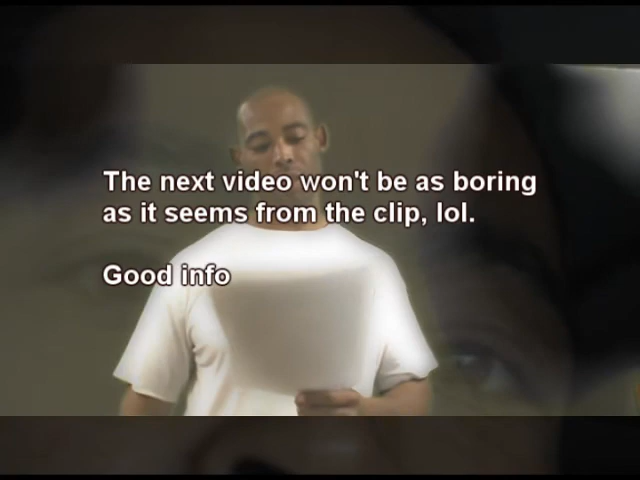 The next video won't be as boring
as it seems from the clip, lol.
Good info